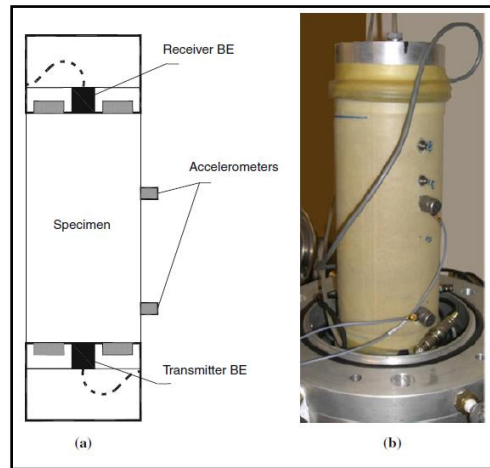 Receiver BE
Accelerometers
Specimen
Transmitter BE
(a)
(b)